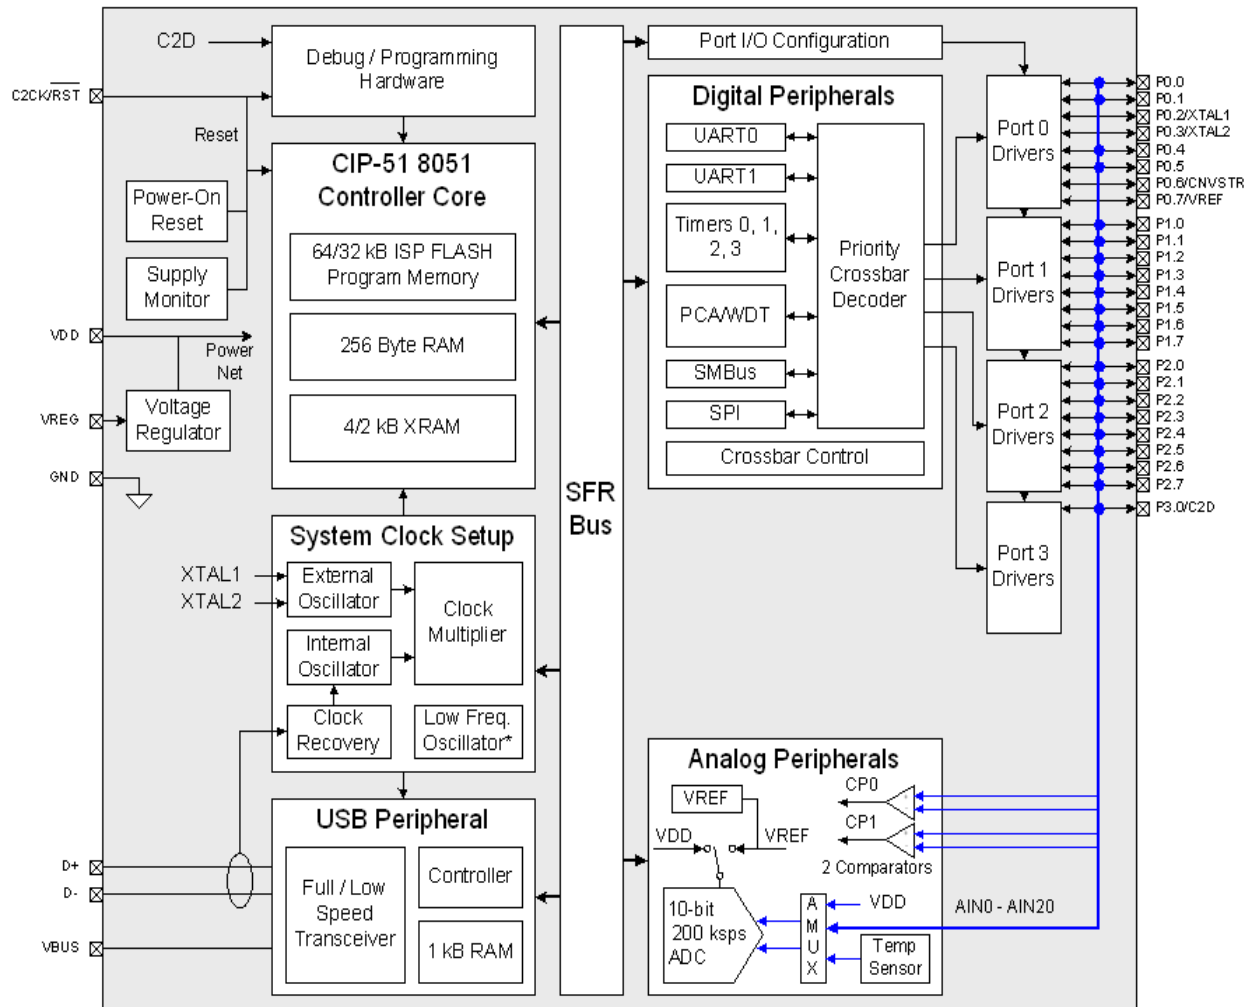 C2D
Debug / Programming
Hardware
C2CK/RST
Reset
Power-On
Reset
Supply
Monitor
VDD
Power
Net
VREG
Voltage
Regulator
GND
CIP-51 8051
Controller Core
64/32 kB ISP FLASH
Program Memory
256 Byte RAM
4/2 kB XRAM
System Clock Setup
XTAL1
XTAL2
External
Oscillator
Internal
Oscillator
Clock
Multiplier
Clock
Recovery
Low Freq.
Oscillator*
USB Peripheral
D+
D-
VBUS
Full / Low
Speed
Transceiver
Controller
1 kB RAM
SFR
Bus
Port I/O Configuration
Digital Peripherals
UART0
UART1
Timers 0, 1,
2, 3
PCA/WDT
SMBus
SPI
Priority
Crossbar
Decoder
Crossbar Control
Port 0
Drivers
Port 1
Drivers
Port 2
Drivers
Port 3
Drivers
P0.0
P0.1
P0.2/XTAL1
P0.3/XTAL2
P0.4
P0.5
P0.6/CNVSTR
P0.7/VREF
P1.0
P1.1
P1.2
P1.3
P1.4
P1.5
P1.6
P1.7
P2.0
P2.1
P2.2
P2.3
P2.4
P2.5
P2.6
P2.7
P3.0/C2D
Analog Peripherals
VREF
VDD
VREF
CP0
CP1
2 Comparators
10-bit
200 ksps
ADC
A
M
U
X
VDD
Temp
Sensor
AIN0 - AIN20